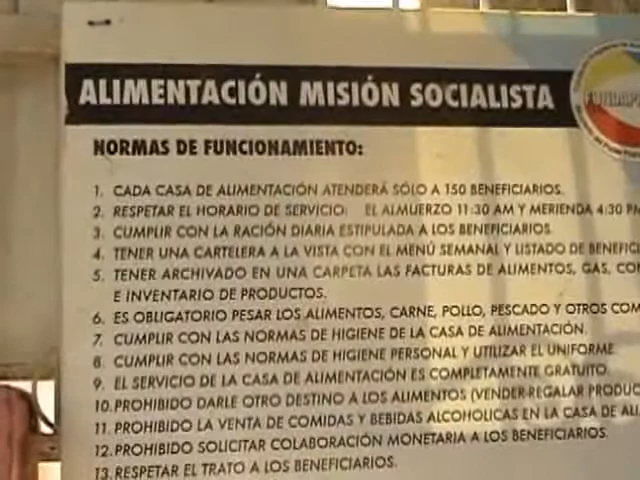 ALIMENTACIÓN MISIÓN SOCIALISTA
NORMAS DE FUNCIONAMIENTO:
1. CADA CASA DE ALIMENTACIÓN ATENDERÁ SÓLO A 150 BENEFICIARIOS.
2. RESPETAR EL HORARIO DE SERVICIO: EL ALMUERZO 11:30 AM Y MERIENDA 4:30 PM
3. CUMPLIR CON LA RACIÓN DIARIA ESTIPULADA A LOS BENEFICIARIOS.
4. TENER UNA CARTELERA A LA VISTA CON EL MENÚ SEMANAL Y LISTADO DE
5. TENER ARCHIVADO EN UNA CARPETA LAS FACTURAS DE ALIMENTOS, GAS,
E INVENTARIO DE PRODUCTOS.
6. ES OBLIGATORIO PESAR LOS ALIMENTOS, CARNE, POLLO, PESCADO Y OTROS
7. CUMPLIR CON LAS NORMAS DE HIGIENE DE LA CASA DE ALIMENTACIÓN.
8. CUMPLIR CON LAS NORMAS DE HIGIENE PERSONAL Y UTILIZAR EL UNIFORME
9. EL SERVICIO DE LA CASA DE ALIMENTACIÓN ES COMPLETAMENTE GRATUITO.
10. PROHIBIDO DARLE OTRO DESTINO A LOS ALIMENTOS (VENDER-REGALAR
11. PROHIBIDO LA VENTA DE COMIDAS Y BEBIDAS ALCOHOLICAS EN LA CASA DE
12. PROHIBIDO SOLICITAR COLABORACIÓN MONETARIA A LOS BENEFICIARIOS.
13. RESPETAR EL TRATO A LOS BENEFICIARIOS.